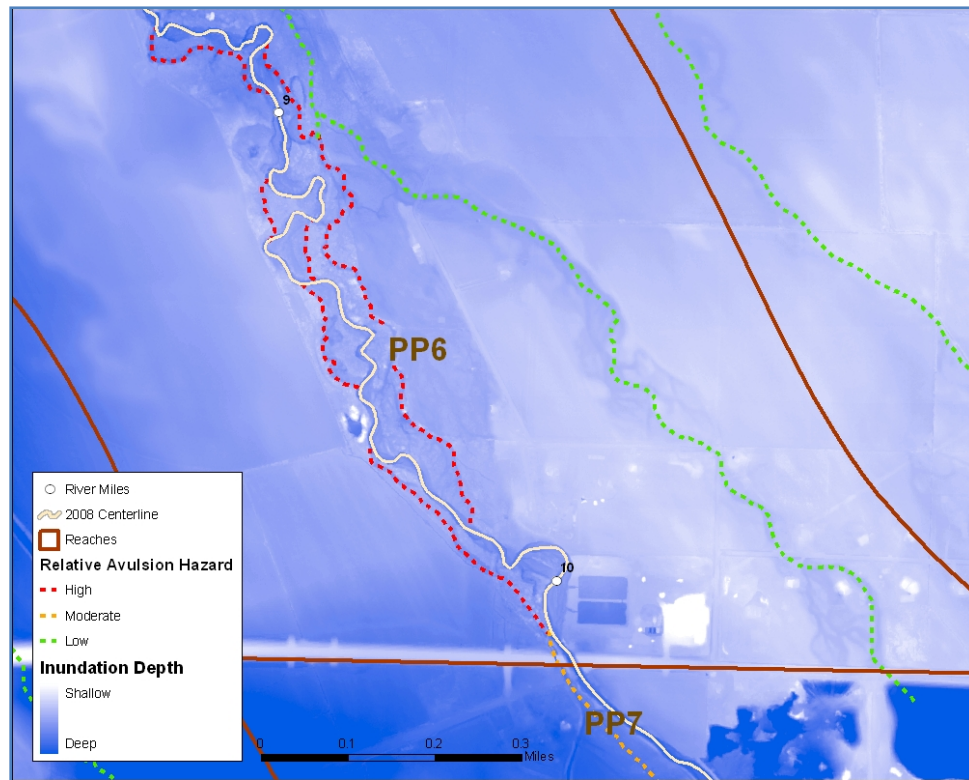 9
PP6
10
PP7
River Miles
2008 Centerline
Reaches
Relative Avulsion Hazard
High
Moderate
Low
Inundation Depth
Shallow
Deep
0 0.1 0.2 0.3
Miles